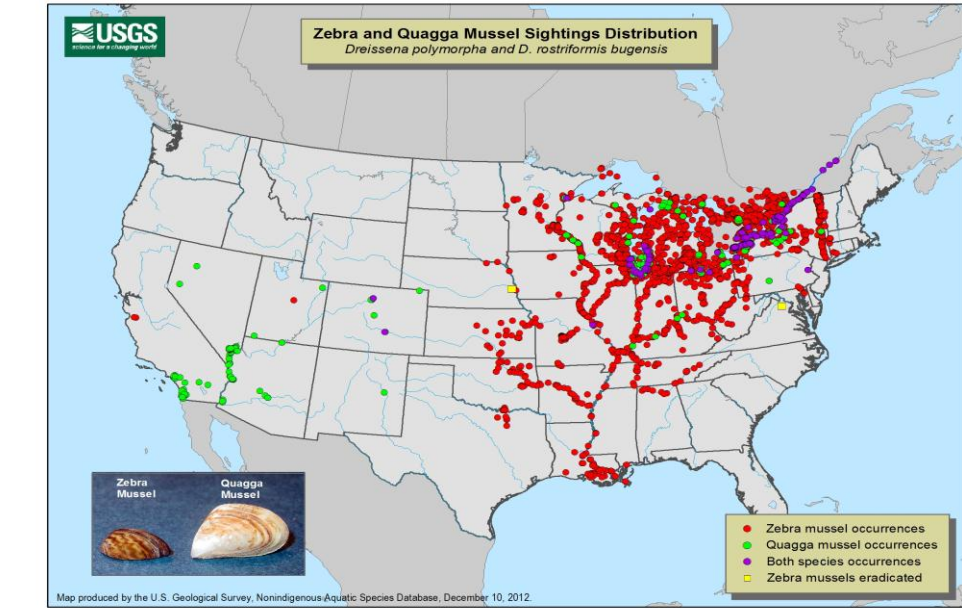 USGS
science for a changing world
Zebra and Quagga Mussel Sightings Distribution
Dreissena polymorpha and D. rostriformis bugensis
Zebra
Mussel
Quagga
Mussel
Zebra mussel occurrences
Quagga mussel occurrences
Both species occurrences
Zebra mussels eradicated
Map produced by the U.S. Geological Survey, Nonindigenous Aquatic Species Database, December 10, 2012.